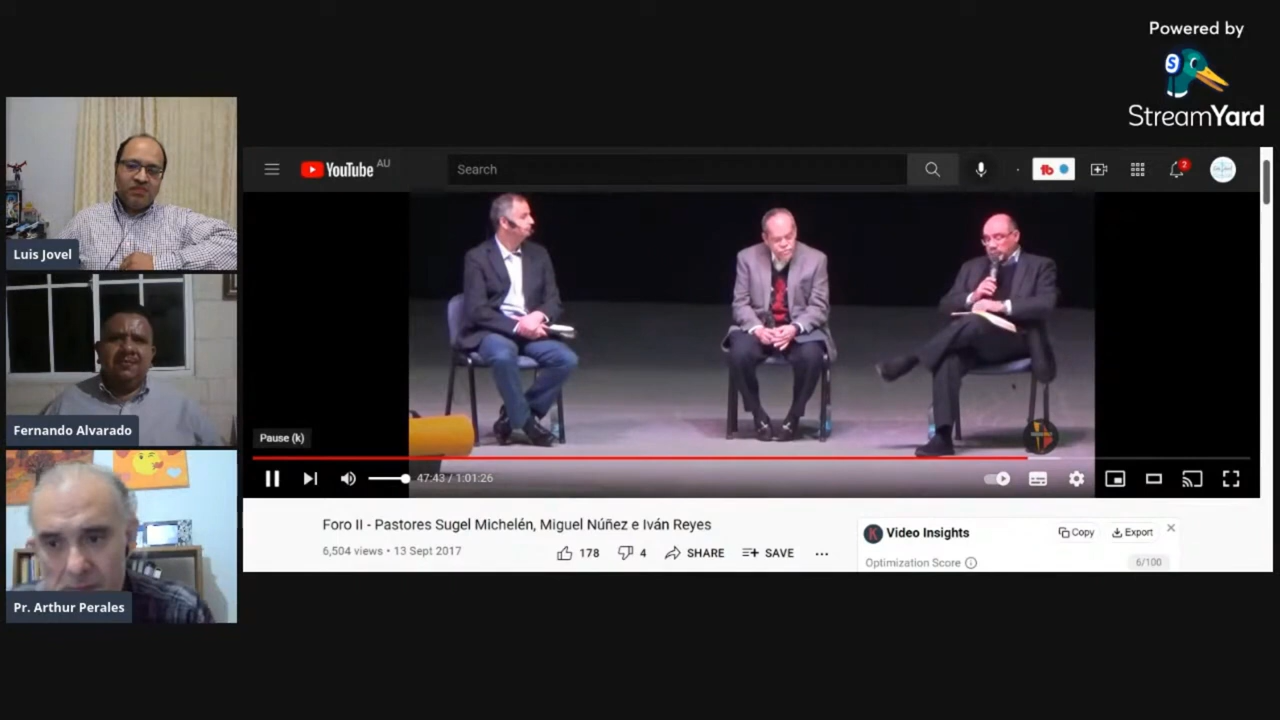 Powered by
StreamYard
Luis Jovel
Fernando Alvarado
Pr. Arthur Perales
YouTube AU
Search
2
Pause (k)
47:43 / 1:01:26
Foro II - Pastores Sugel Michelén, Miguel Núñez e Iván Reyes
6,504 views • 13 Sept 2017
178
4
SHARE
SAVE
Video Insights
Copy
Export
Optimization Score
6/100